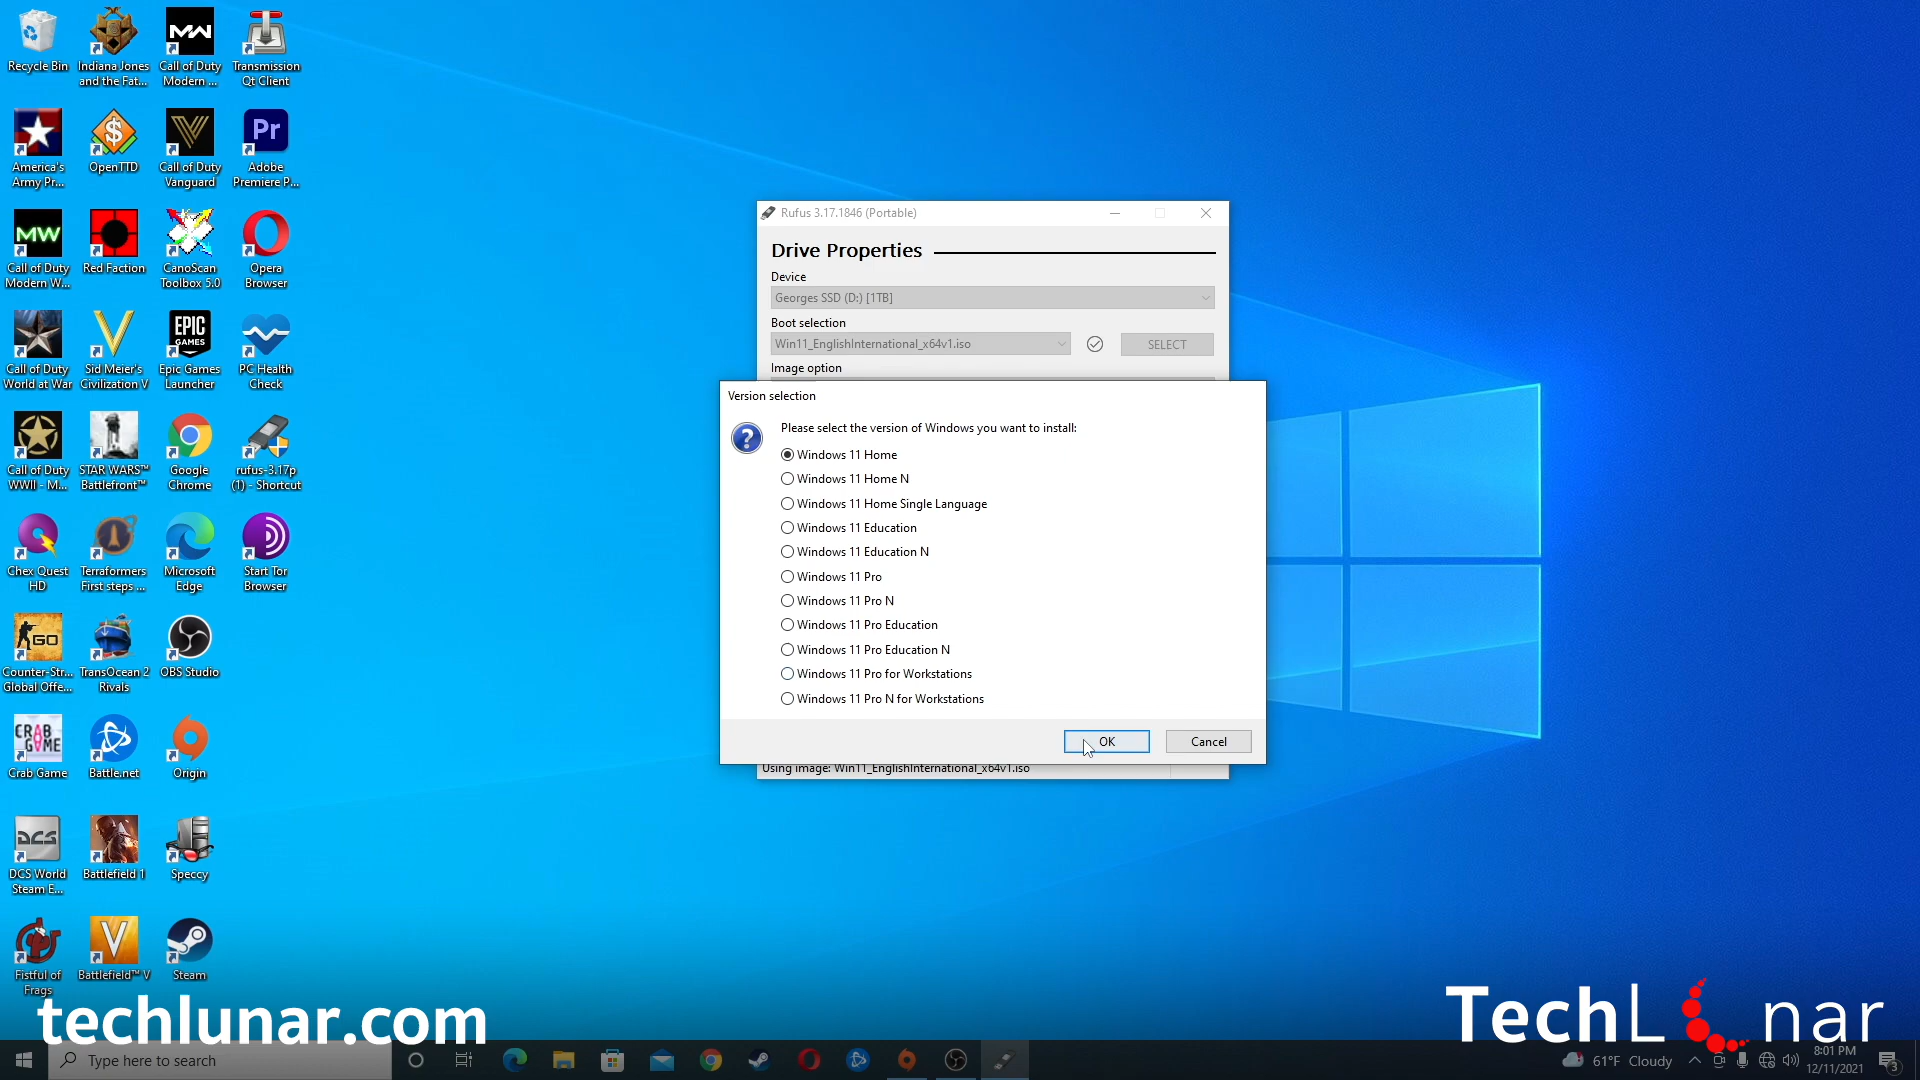 Recycle Bin
Indiana Jones
and the Fat...
Call of Duty
Modern ...
Transmission
Qt Client
America's
Army Pr...
OpenTTD
Call of Duty
Vanguard
Pr
Adobe
Premiere P...
MW
Call of Duty
Modern W...
Red Faction
CanoScan
Toolbox 5.0
Opera
Browser
Call of Duty
World at War
Sid Meier's
Civilization V
EPIC
GAMES
Epic Games
Launcher
PC Health
Check
Call of Duty
WWII - M...
STAR WARS™
Battlefront™
Google
Chrome
rufus-3.17p
(1) - Shortcut
Chex Quest
HD
Terraformers
First steps ...
Microsoft
Edge
Start Tor
Browser
GO
Counter-Str...
Global Offe...
TransOcean 2
Rivals
OBS Studio
CRAB
GAME
Crab Game
Battle.net
Origin
DCS
DCS World
Steam E...
Battlefield 1
Speccy
Fistful of
Frags
V
Battlefield™ V
Steam
Rufus 3.17.1846 (Portable)
Drive Properties
Device
Georges SSD (D:) [1TB]
Boot selection
Win11_EnglishInternational_x64v1.iso
SELECT
Image option
Version selection
Please select the version of Windows you want to install:
Windows 11 Home
Windows 11 Home N
Windows 11 Home Single Language
Windows 11 Education
Windows 11 Education N
Windows 11 Pro
Windows 11 Pro N
Windows 11 Pro Education
Windows 11 Pro Education N
Windows 11 Pro for Workstations
Windows 11 Pro N for Workstations
OK
Cancel
Using image: Win11_EnglishInternational_x64v1.iso
techlunar.com
TechLunar
Type here to search
61°F Cloudy
8:01 PM
12/11/2021
3